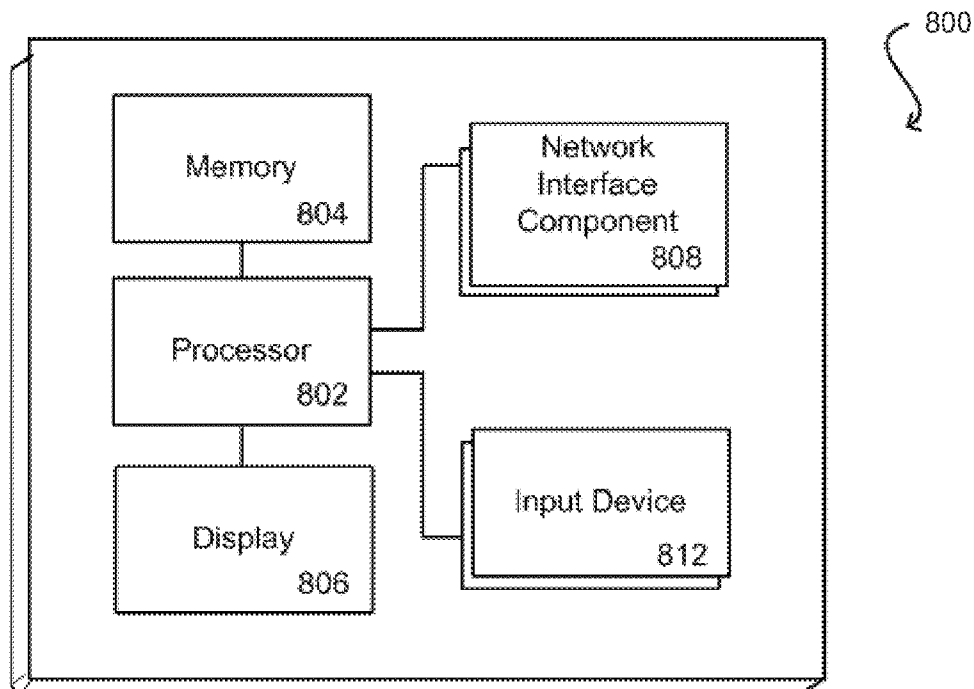 800
Memory
804
Network
Interface
Component
808
Processor
802
Input Device
812
Display
806